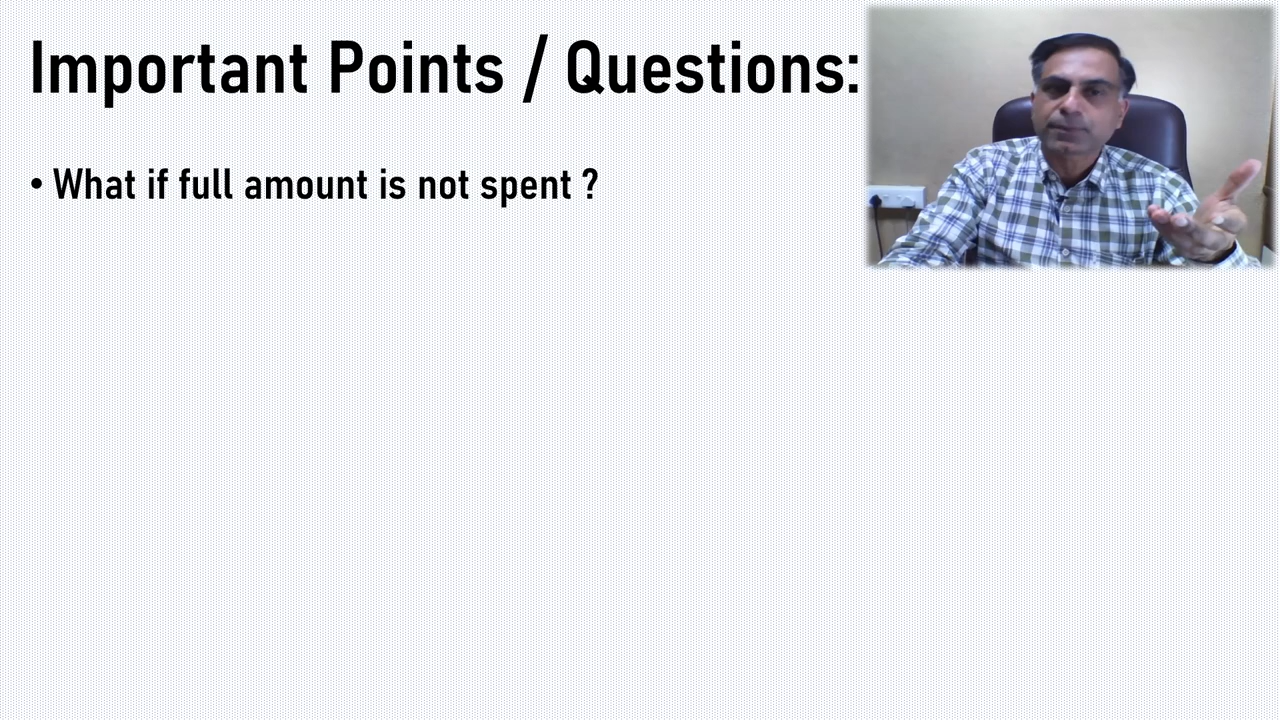 Important Points / Questions:
• What if full amount is not spent ?